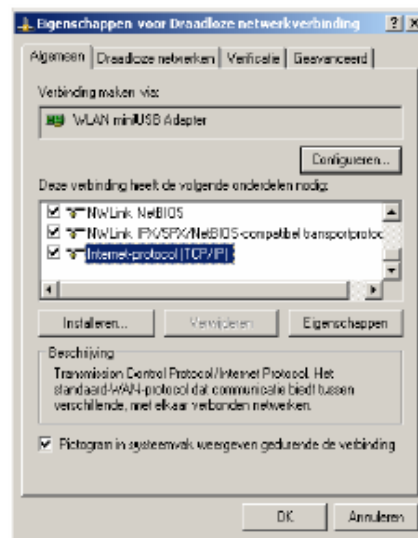 Eigenschappen voor Draadloze netwerkverbinding
Algemeen Draadloze netwerken Verificatie Geavanceerd
Verbinding maken via:
WLAN miniUSB Adapter
Configureren...
Deze verbinding heeft de volgende onderdelen nodig:
NWLink NetBIOS
NWLink IPX/SPX/NetBIOS-compatibel transportprotoc
Internet-protocol (TCP/IP)
Installeren... Verwijderen Eigenschappen
Beschrijving
Transmission Control Protocol/Internet Protocol. Het
standaard-WAN-protocol dat communicatie biedt tussen
verschillende, met elkaar verbonden netwerken.
Pictogram in systeemvak weergeven gedurende de verbinding
OK Annuleren